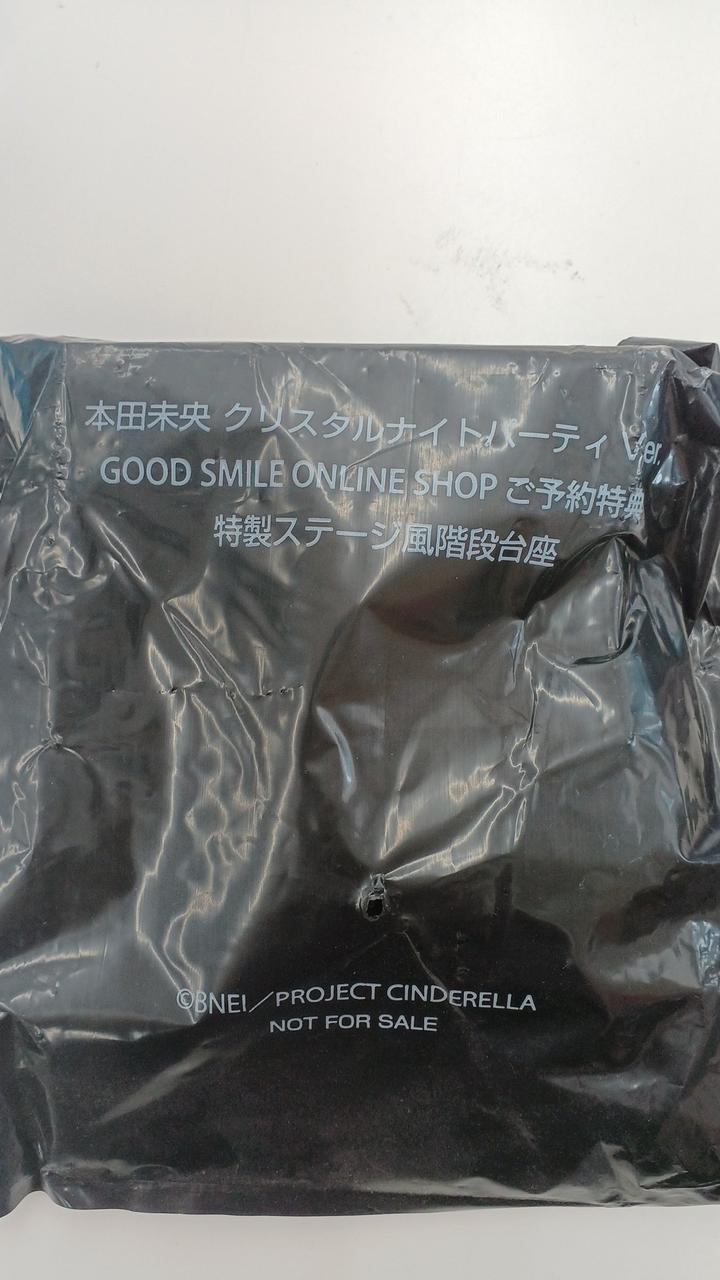 本田未央 クリスタルナイトパーティ Ver.
GOOD SMILE ONLINE SHOP ご予約特典
特製ステージ風階段台座
©BNEI／PROJECT CINDERELLA
NOT FOR SALE